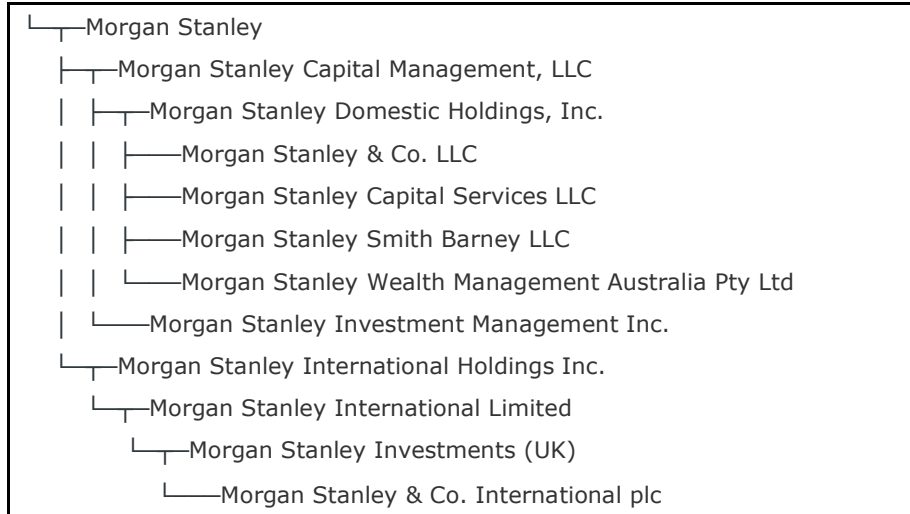 Morgan Stanley
Morgan Stanley Capital Management, LLC
Morgan Stanley Domestic Holdings, Inc.
Morgan Stanley & Co. LLC
Morgan Stanley Capital Services LLC
Morgan Stanley Smith Barney LLC
Morgan Stanley Wealth Management Australia Pty Ltd
Morgan Stanley Investment Management Inc.
Morgan Stanley International Holdings Inc.
Morgan Stanley International Limited
Morgan Stanley Investments (UK)
Morgan Stanley & Co. International plc